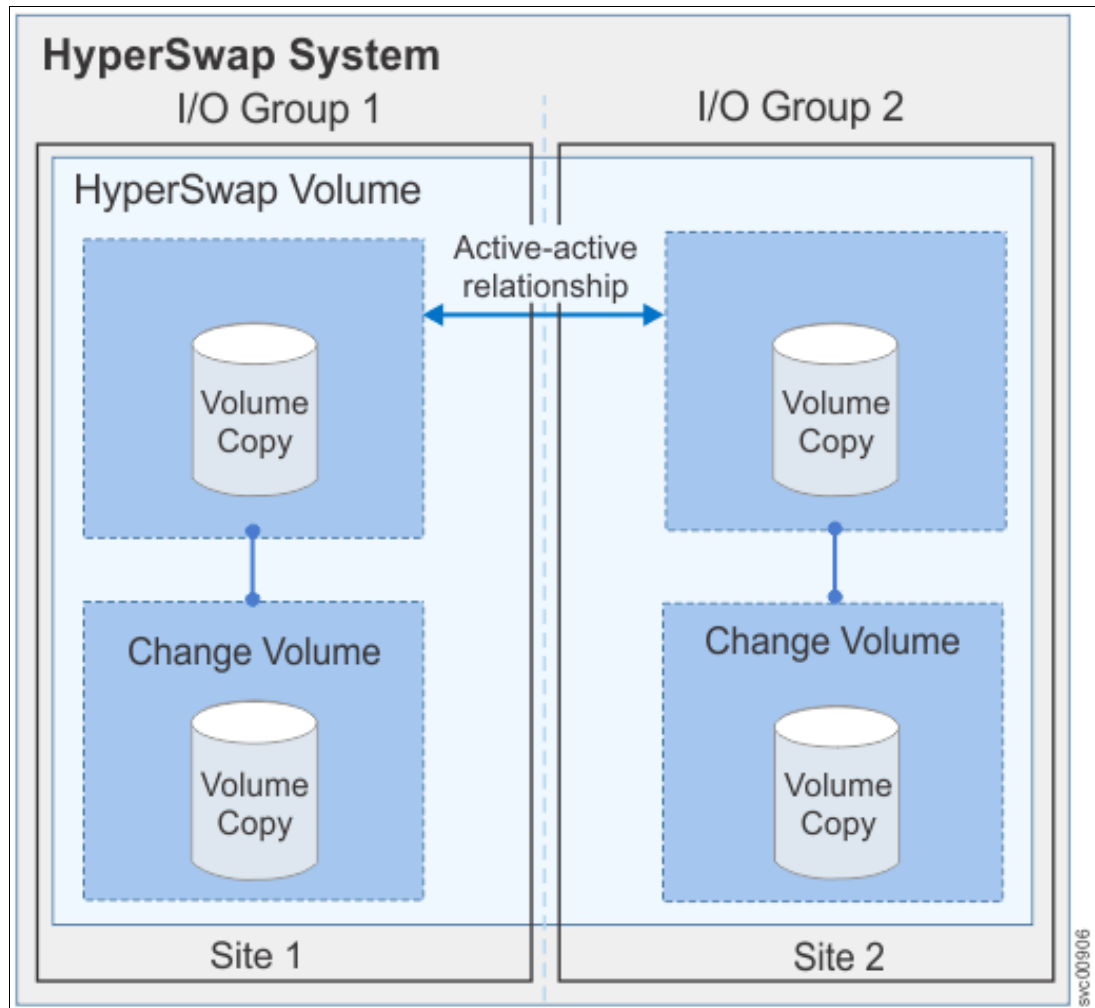 HyperSwap System
I/O Group 1
I/O Group 2
HyperSwap Volume
Active-active
relationship
Volume
Copy
Volume
Copy
Change Volume
Change Volume
Volume
Copy
Volume
Copy
Site 1
Site 2
svc00906